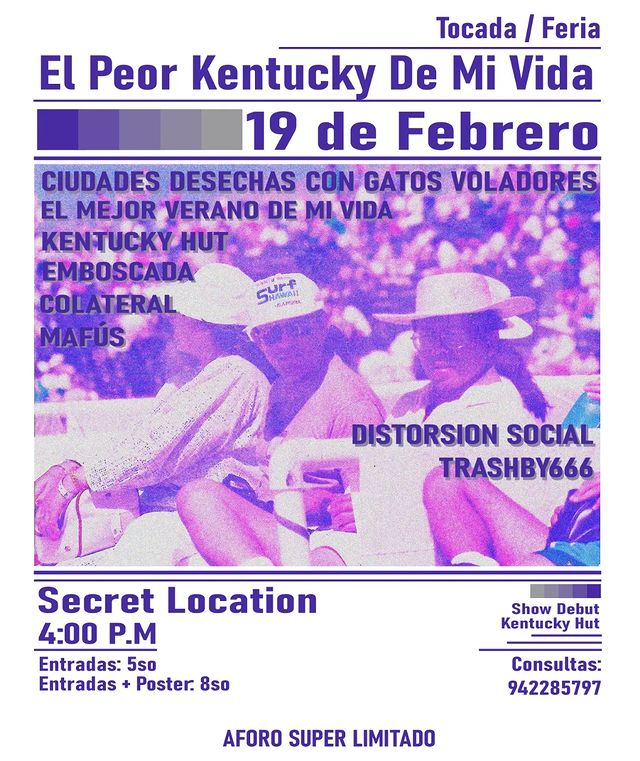 Tocada / Feria
El Peor Kentucky De Mi Vida
19 de Febrero
CIUDADES DESECHAS CON GATOS VOLADORES
EL MEJOR VERANO DE MI VIDA
KENTUCKY HUT
EMBOSCADA
COLATERAL
MAFÚS
Surf
HAWAII
DISTORSION SOCIAL
TRASHBY666
Secret Location
4:00 P.M
Entradas: 5so
Entradas + Poster: 8so
Show Debut
Kentucky Hut
Consultas:
942285797
AFORO SUPER LIMITADO